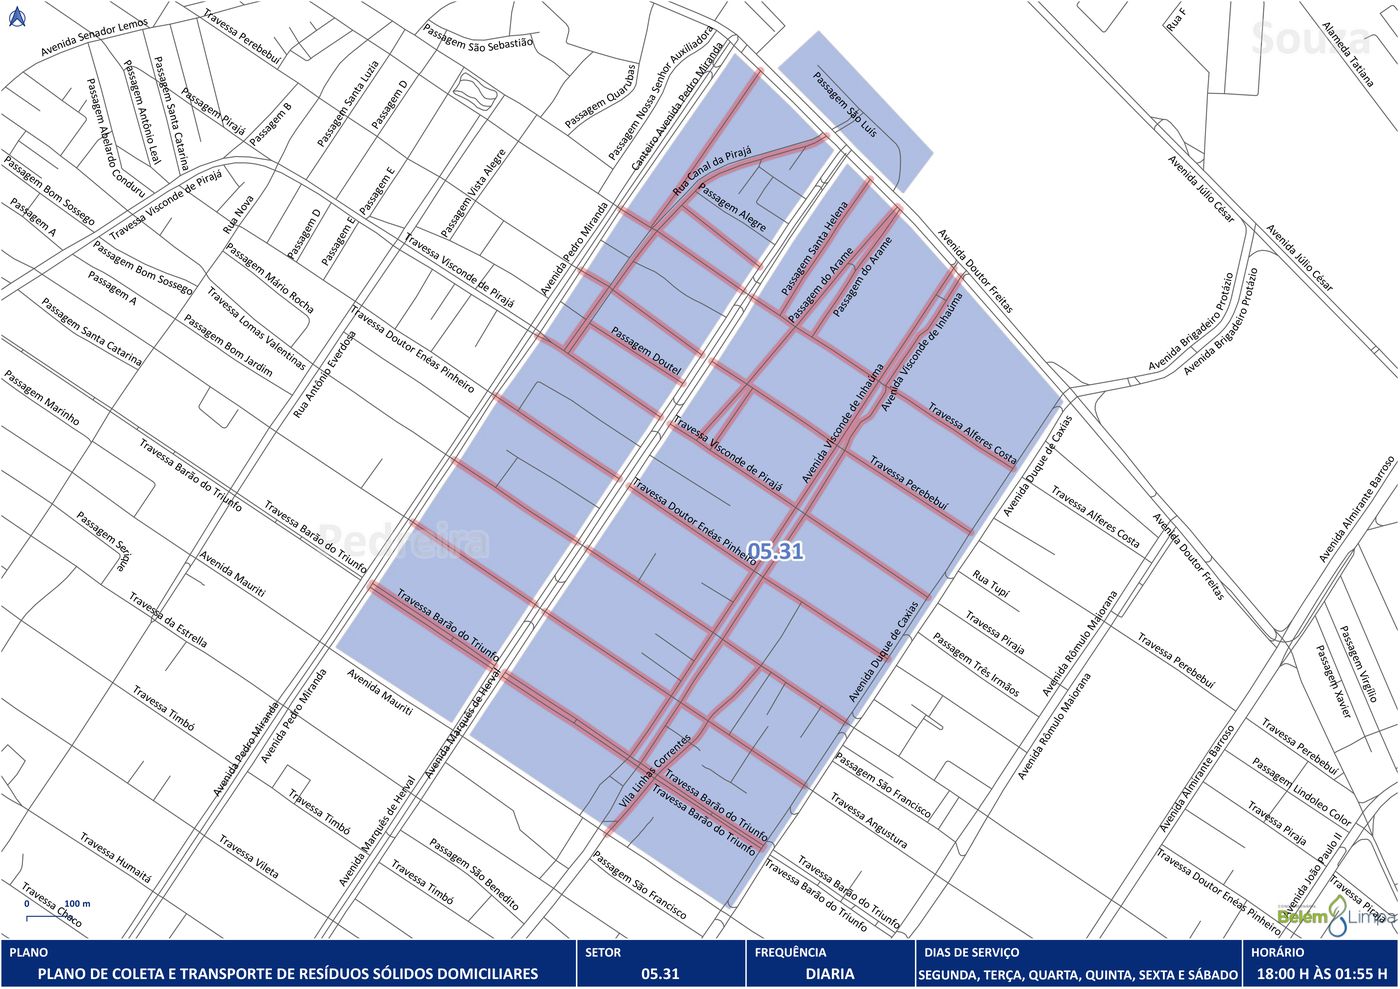 Avenida Senador Lemos
Travessa Perebebuí
Passagem São Sebastião
Passagem Nossa Senhor Auxiliadora
Canteiro Avenida Pedro Miranda
Passagem Quarubas
Rua F
Souza
Alameda Tatiana
Passagem São Luís
Passagem Abelardo Conduru
Passagem Antônio Leal
Passagem Santa Catarina
Passagem Pirajá
Passagem B
Passagem Santa Luzia
Passagem D
Passagem Vista Alegre
Rua Canal da Pirajá
Passagem Alegre
Avenida Júlio César
Avenida Júlio César
Passagem Bom Sossego
Passagem A
Travessa Visconde de Pirajá
Rua Nova
Passagem D
Passagem E
Passagem E
Avenida Pedro Miranda
Passagem Santa Helena
Passagem do Arame
Passagem do Arame
Avenida Doutor Freitas
Passagem Bom Sossego
Passagem A
Passagem Mário Rocha
Travessa Visconde de Pirajá
Avenida Visconde de Inhaúma
Avenida Brigadeiro Protázio
Avenida Brigadeiro Protázio
Passagem Santa Catarina
Travessa Lomas Valentinas
Passagem Bom Jardim
Travessa Doutor Enéas Pinheiro
Passagem Doutel
Passagem Marinho
Rua Antônio Everdosa
Avenida Visconde de Inhaúma
Travessa Alferes Costa
Travessa Visconde de Pirajá
Travessa Perebebuí
Avenida Duque de Caxias
Travessa Barão do Triunfo
Travessa Barão do Triunfo
Travessa Doutor Enéas Pinheiro
Travessa Alferes Costa
Avenida Doutor Freitas
Avenida Almirante Barroso
Pedreira
05.31
Avenida Mauriti
Travessa da Estrella
Travessa Barão do Triunfo
Rua Tupi
Travessa Piraja
Passagem Três Irmãos
Avenida Duque de Caxias
Avenida Rômulo Maiorana
Avenida Rômulo Maiorana
Travessa Perebebuí
Passagem Virgílio
Passagem Xavier
Avenida Mauriti
Avenida Marquês de Herval
Travessa Timbó
Avenida Pedro Miranda
Avenida Pedro Miranda
Vila Linhas Correntes
Travessa Barão do Triunfo
Travessa Barão do Triunfo
Passagem São Francisco
Travessa Angustura
Avenida Almirante Barroso
Travessa Perebebuí
Passagem Lindoleo Color
Travessa Piraja
Avenida João Paulo II
Travessa Timbó
Avenida Marquês de Herval
Travessa Humaitá
Travessa Vileta
Travessa Timbó
Passagem São Benedito
Passagem São Francisco
Travessa Barão do Triunfo
Travessa Barão do Triunfo
Travessa Doutor Enéas Pinheiro
Travessa Chaco
0 100 m
Belém Limpa
PLANO
PLANO DE COLETA E TRANSPORTE DE RESÍDUOS SÓLIDOS DOMICILIARES
SETOR
05.31
FREQUÊNCIA
DIARIA
DIAS DE SERVIÇO
SEGUNDA, TERÇA, QUARTA, QUINTA, SEXTA E SÁBADO
HORÁRIO
18:00 H ÀS 01:55 H